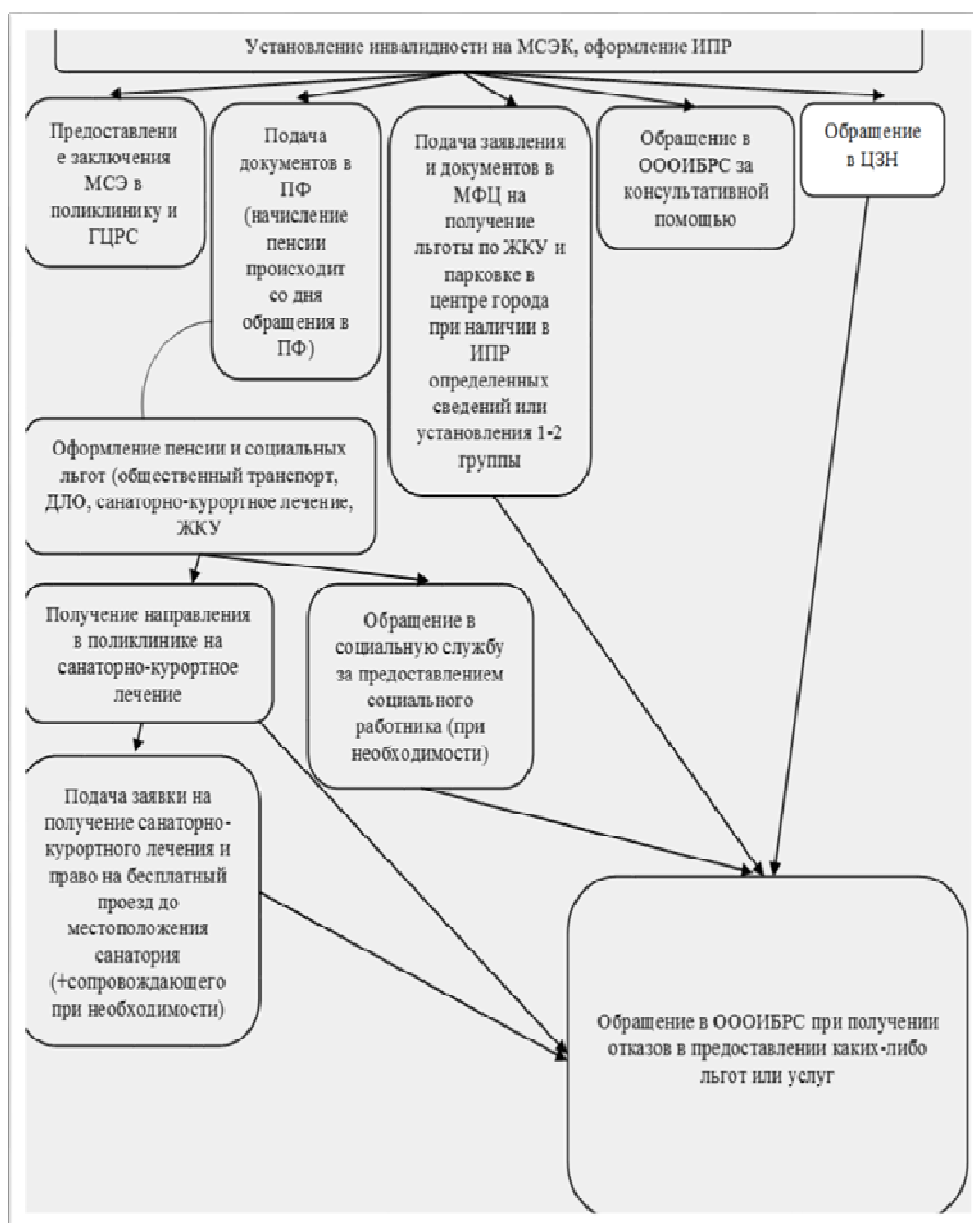 Установление инвалидности на МСЭК, оформление ИПР
Предоставлени
е заключения
МСЭ в
поликлинику и
ГЦРС
Подача
документов в
ПФ
(начисление
пенсии
происходит
со дня
обращения в
ПФ)
Подача заявления
и документов в
МФЦ на
получение
льготы по ЖКУ и
парковке в
центре города
при наличии в
ИПР
определенных
сведений или
установления 1-2
группы
Обращение в
ОООИБРС за
консультативной
помощью
Обращение
в ЦЗН
Оформление пенсии и социальных
льгот (общественный транспорт,
ДЛО, санаторно-курортное лечение,
ЖКУ
Получение направления
в поликлинике на
санаторно-курортное
лечение
Обращение в
социальную службу
за предоставлением
социального
работника (при
необходимости)
Подача заявки на
получение санаторно-
курортного лечения и
право на бесплатный
проезд до
местоположения
санатория
(+сопровождающего
при необходимости)
Обращение в ОООИБРС при получении
отказов в предоставлении каких-либо
льгот или услуг